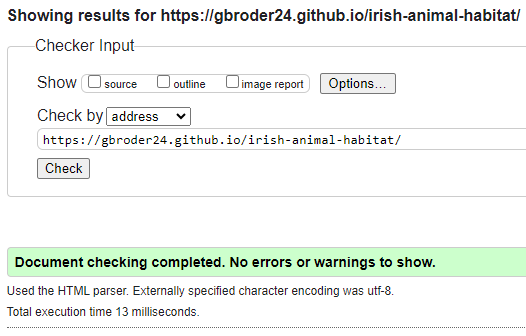 Showing results for https://gbroder24.github.io/irish-animal-habitat/
Checker Input
Show source outline image report Options...
Check by address
https://gbroder24.github.io/irish-animal-habitat/
Check
Document checking completed. No errors or warnings to show.
Used the HTML parser. Externally specified character encoding was utf-8.
Total execution time 13 milliseconds.